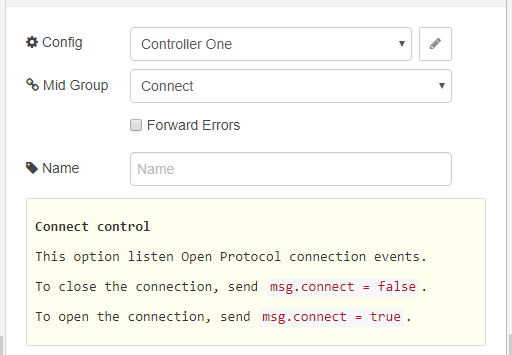 Config
Controller One
Mid Group
Connect
Forward Errors
Name
Name
Connect control
This option listen Open Protocol connection events.
To close the connection, send msg.connect = false.
To open the connection, send msg.connect = true.